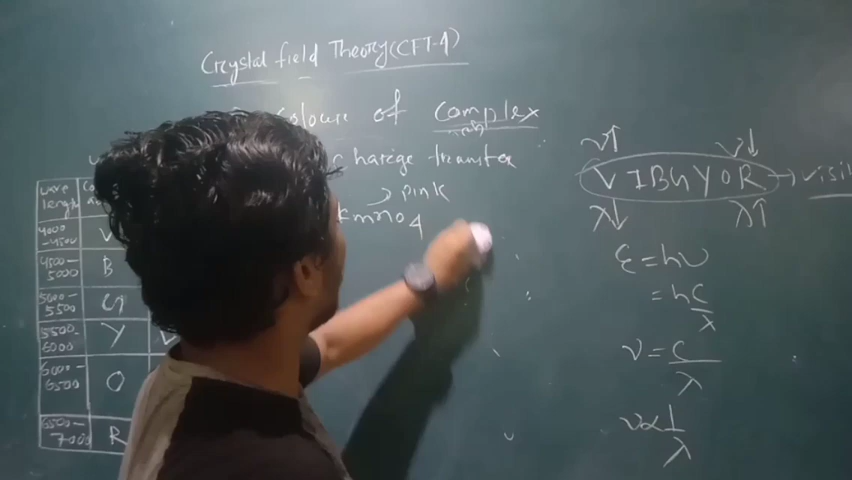 Crystal field Theory (CFT-4)
colour of complex
charge transfer
pink
kmno4
wave
length
4000
-4500
4500-
5000
B
5000-
5500
G
5500-
6000
Y
6000-
6500
O
6500-
7000
R
ν↑ ν↓
VIBGYOR → visi
λ↓ λ↑
ε = hν
= hc/λ
ν = c/λ
ν ∝ 1/λ